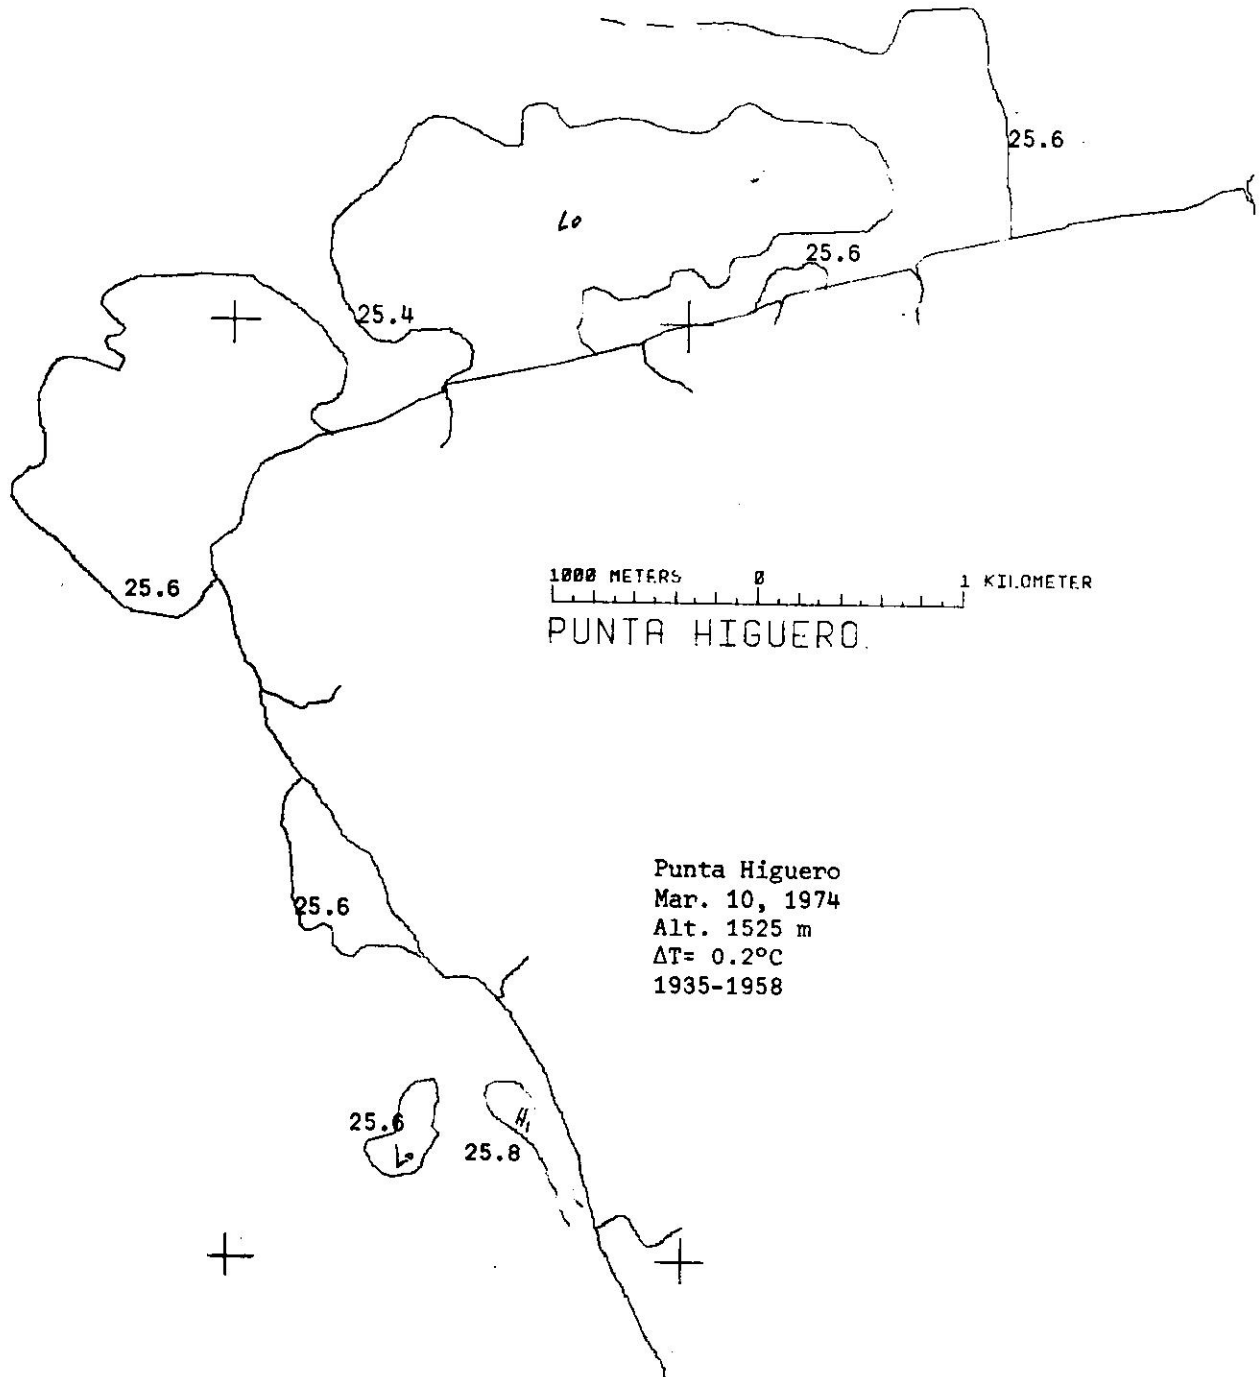 25.6
Lo
25.6
25.4
25.6
1000 METERS 0 1 KILOMETER
PUNTA HIGUERO
Punta Higuero
Mar. 10, 1974
Alt. 1525 m
ΔT= 0.2°C
1935-1958
25.6
25.6
Hi
Lo
25.8